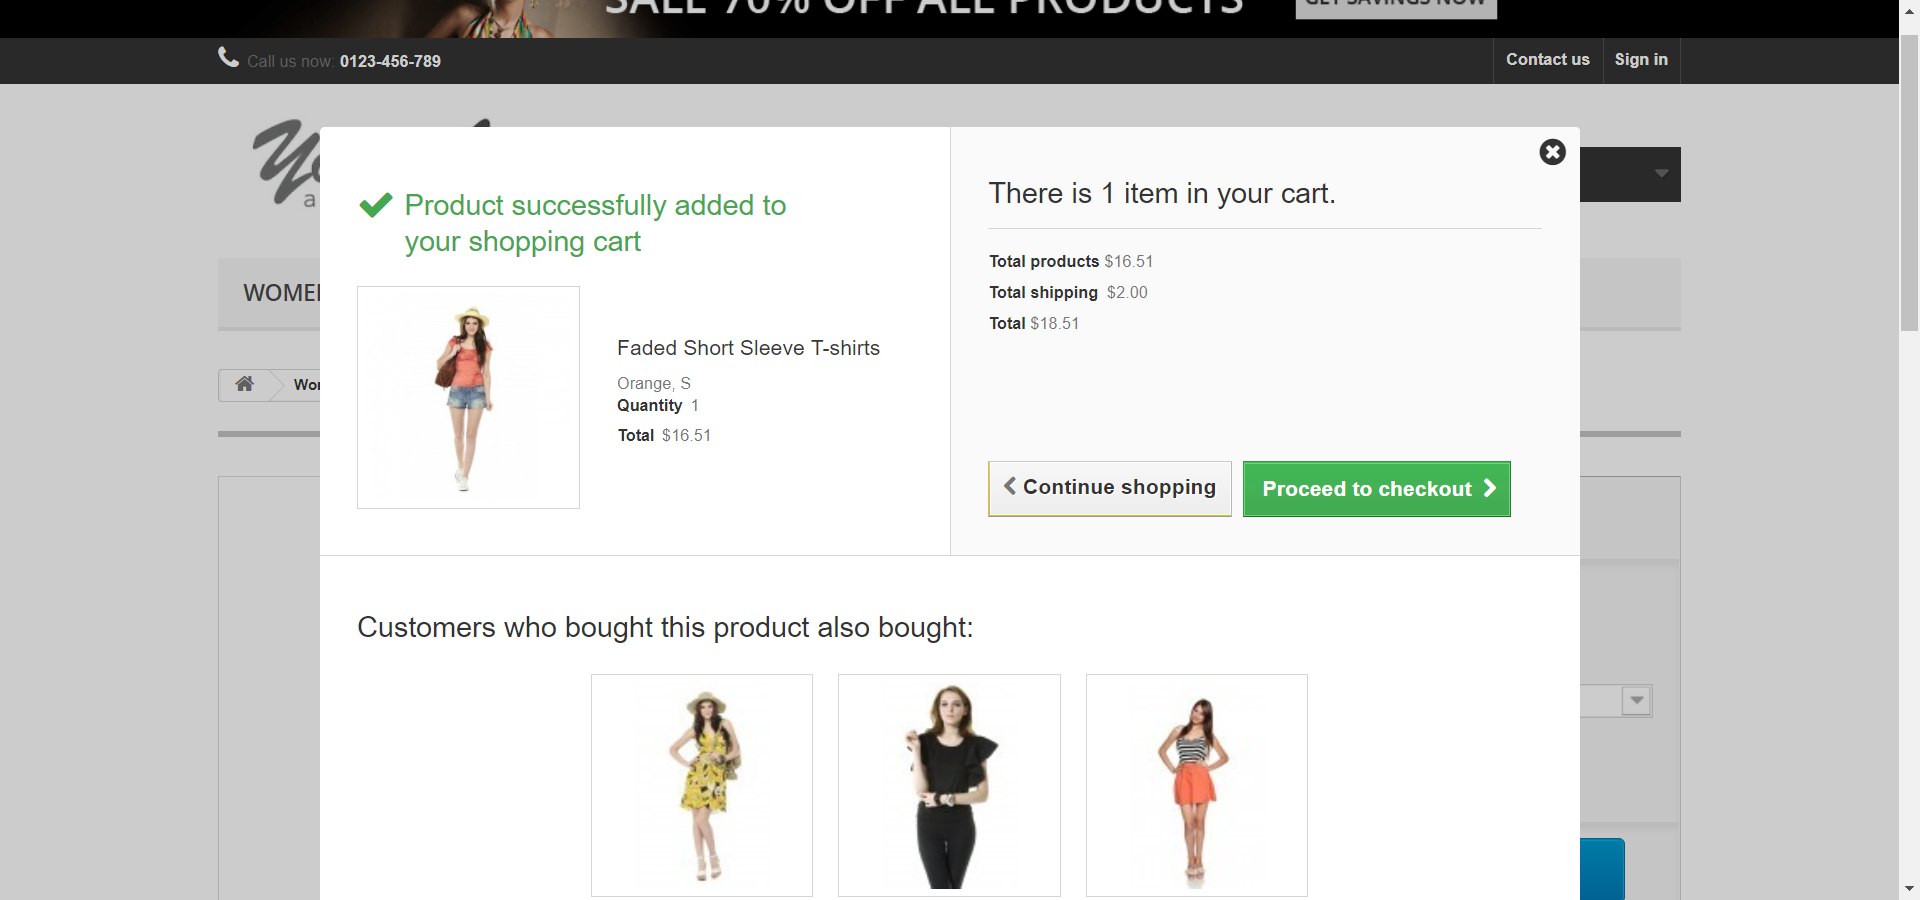 SALE 70% OFF ALL PRODUCTS
GET SAVINGS NOW
Call us now: 0123-456-789
Contact us
Sign in
Product successfully added to
your shopping cart
Faded Short Sleeve T-shirts
Orange, S
Quantity 1
Total $16.51
There is 1 item in your cart.
Total products $16.51
Total shipping $2.00
Total $18.51
Continue shopping
Proceed to checkout
Customers who bought this product also bought: